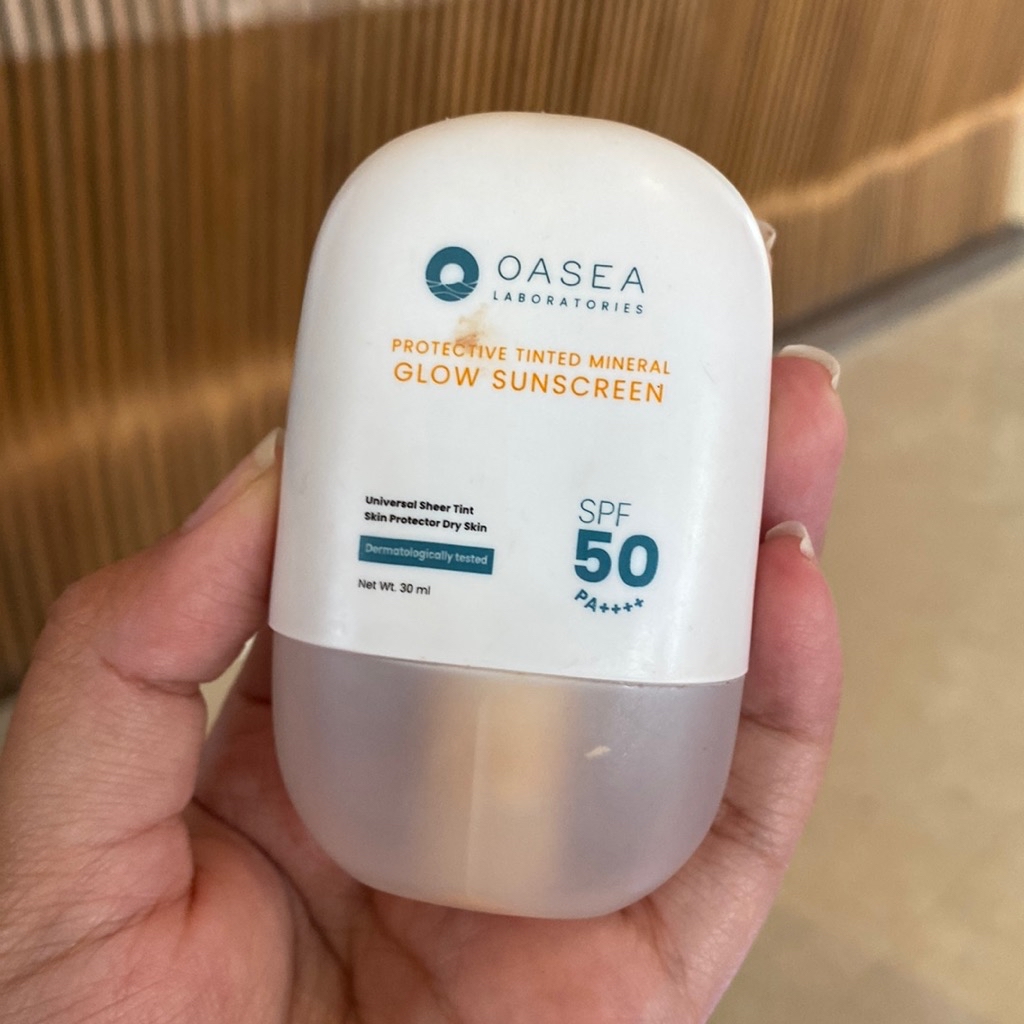 OASEA
LABORATORIES
PROTECTIVE TINTED MINERAL
GLOW SUNSCREEN
Universal Sheer Tint
Skin Protector Dry Skin
Dermatologically tested
Net Wt. 30 ml
SPF
50
PA++++